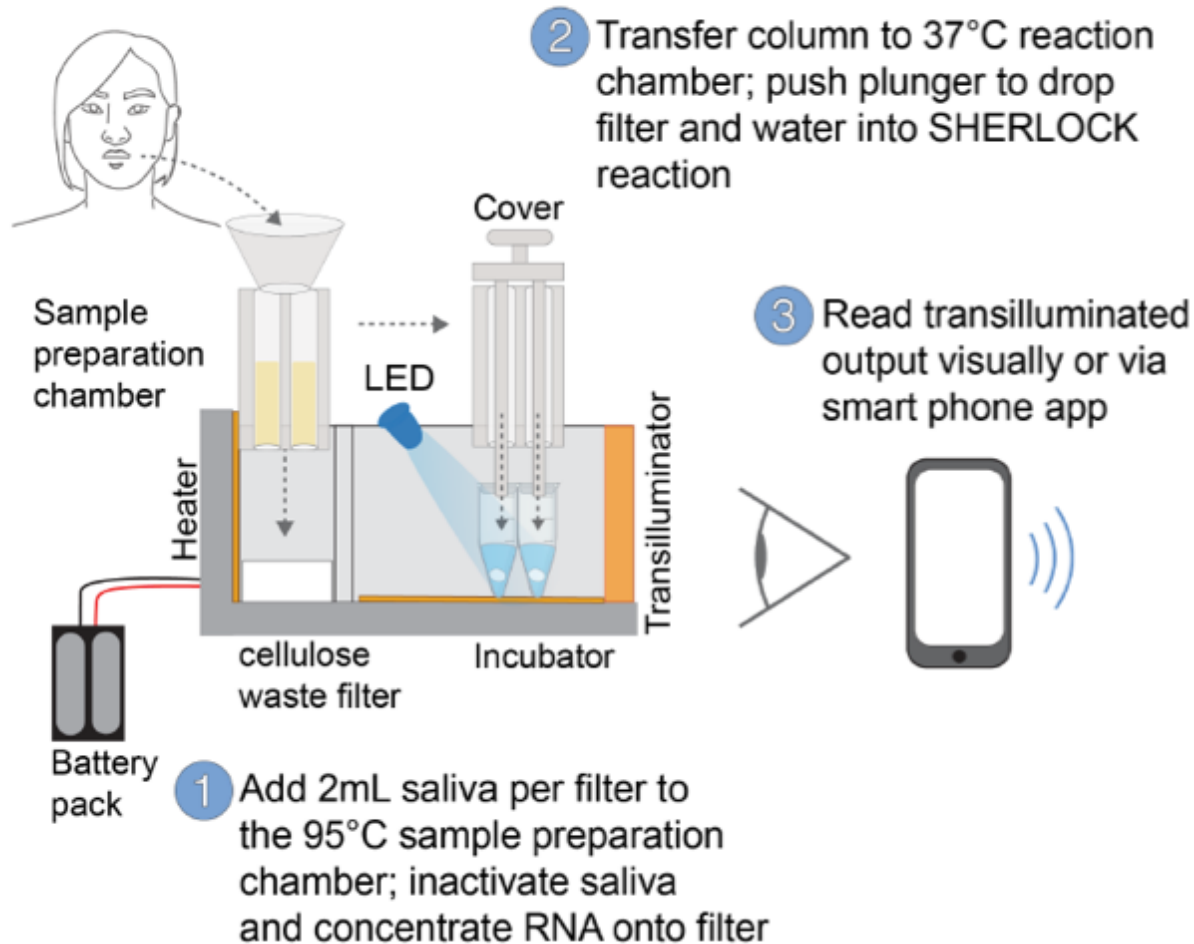 2 Transfer column to 37°C reaction
chamber; push plunger to drop
filter and water into SHERLOCK
reaction
Cover
Sample
preparation
chamber
LED
3 Read transilluminated
output visually or via
smart phone app
Heater
Transilluminator
cellulose
waste filter
Incubator
Battery
pack
1 Add 2mL saliva per filter to
the 95°C sample preparation
chamber; inactivate saliva
and concentrate RNA onto filter